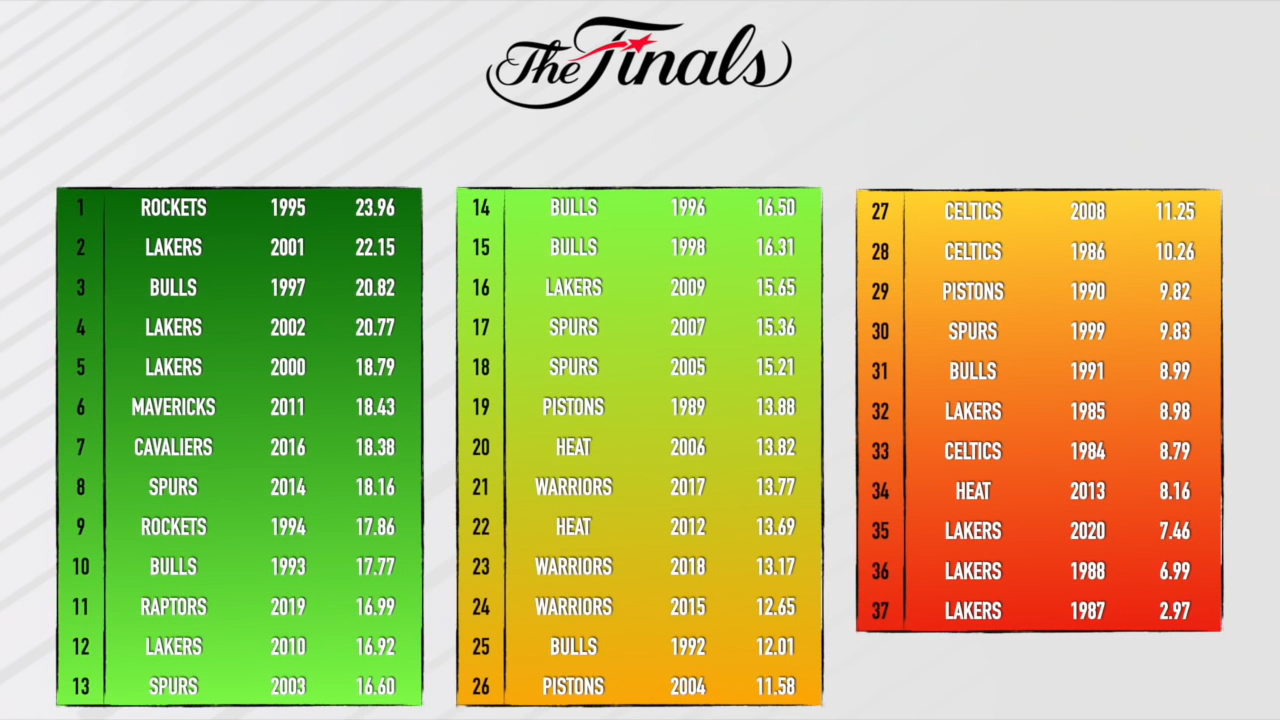 The Finals
1 ROCKETS 1995 23.96
2 LAKERS 2001 22.15
3 BULLS 1997 20.82
4 LAKERS 2002 20.77
5 LAKERS 2000 18.79
6 MAVERICKS 2011 18.43
7 CAVALIERS 2016 18.38
8 SPURS 2014 18.16
9 ROCKETS 1994 17.86
10 BULLS 1993 17.77
11 RAPTORS 2019 16.99
12 LAKERS 2010 16.92
13 SPURS 2003 16.60
14 BULLS 1996 16.50
15 BULLS 1998 16.31
16 LAKERS 2009 15.65
17 SPURS 2007 15.36
18 SPURS 2005 15.21
19 PISTONS 1989 13.88
20 HEAT 2006 13.82
21 WARRIORS 2017 13.77
22 HEAT 2012 13.69
23 WARRIORS 2018 13.17
24 WARRIORS 2015 12.65
25 BULLS 1992 12.01
26 PISTONS 2004 11.58
27 CELTICS 2008 11.25
28 CELTICS 1986 10.26
29 PISTONS 1990 9.82
30 SPURS 1999 9.83
31 BULLS 1991 8.99
32 LAKERS 1985 8.98
33 CELTICS 1984 8.79
34 HEAT 2013 8.16
35 LAKERS 2020 7.46
36 LAKERS 1988 6.99
37 LAKERS 1987 2.97